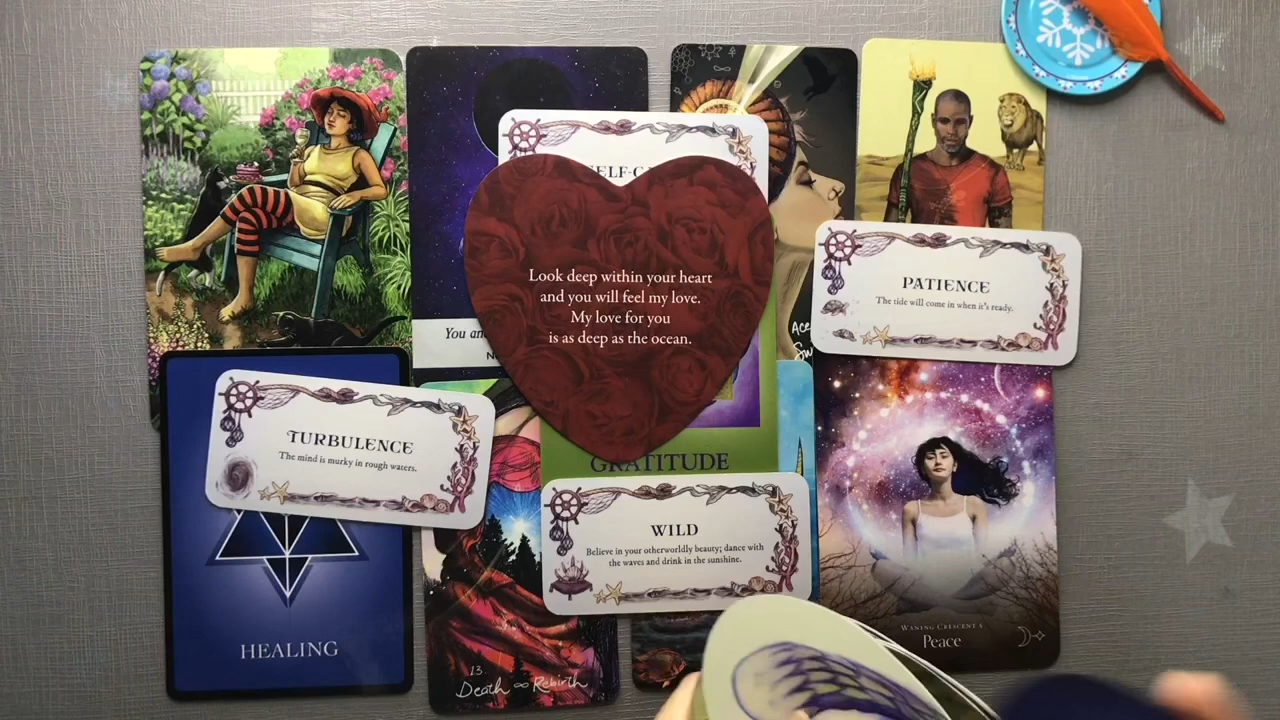 Look deep within your heart
and you will feel my love.
My love for you
is as deep as the ocean.
PATIENCE
The tide will come in when it's ready.
You
TURBULENCE
The mind is murky in rough waters.
GRATITUDE
WILD
Believe in your otherworldly beauty; dance with
the waves and drink in the sunshine.
HEALING
13.
Death ∞ Rebirth
WANING CRESCENT
Peace